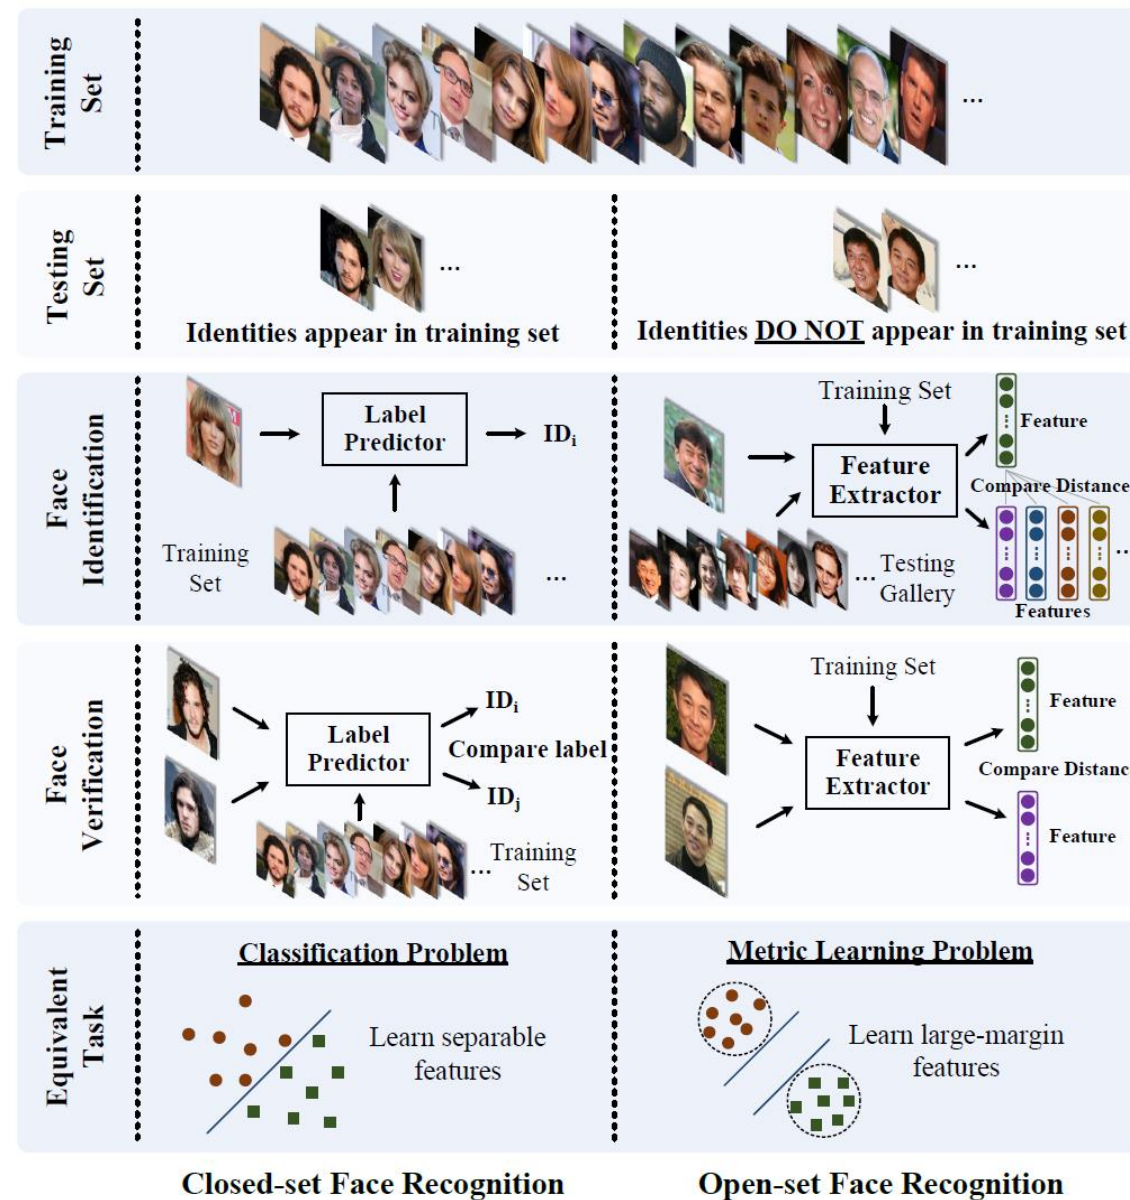 Training
Set
...
Testing
Set
...
Identities appear in training set
...
Identities DO NOT appear in training set
Face
Identification
Label
Predictor
IDi
Training
Set
...
Training Set
Feature
Extractor
Feature
Compare Distance
... Testing
Gallery
...
Features
Face
Verification
Label
Predictor
IDi
Compare label
IDj
... Training
Set
Training Set
Feature
Extractor
Feature
Compare Distanc
Feature
Equivalent
Task
Classification Problem
Learn separable
features
Metric Learning Problem
Learn large-margin
features
Closed-set Face Recognition
Open-set Face Recognition